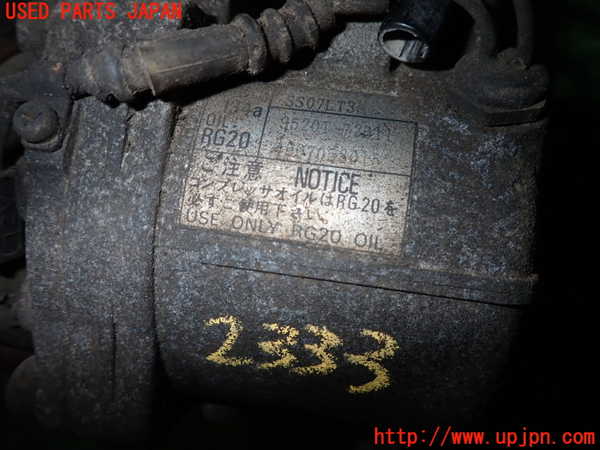 USED PARTS JAPAN
SS07LT3
134a
OIL
RG20
ご注意 NOTICE
コンプレッサオイルはRG20を
必ずご使用下さい。
USE ONLY RG20 OIL
2333
http://www.upjpn.com/